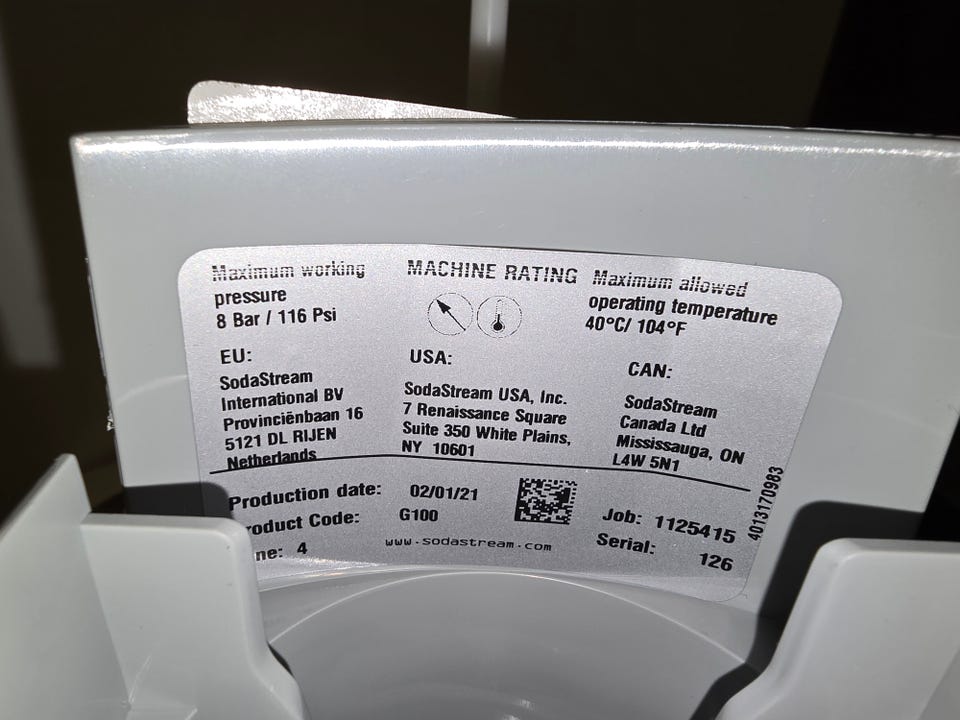 Maximum working
pressure
8 Bar / 116 Psi
MACHINE RATING
Maximum allowed
operating temperature
40°C/ 104°F
EU:
SodaStream
International BV
Provinciënbaan 16
5121 DL RIJEN
Netherlands
USA:
SodaStream USA, Inc.
7 Renaissance Square
Suite 350 White Plains,
NY 10601
CAN:
SodaStream
Canada Ltd
Mississauga, ON
L4W 5N1
Production date: 02/01/21
oduct Code: G100
ne: 4
www.sodastream.com
Job: 1125415
Serial: 126
4013170983